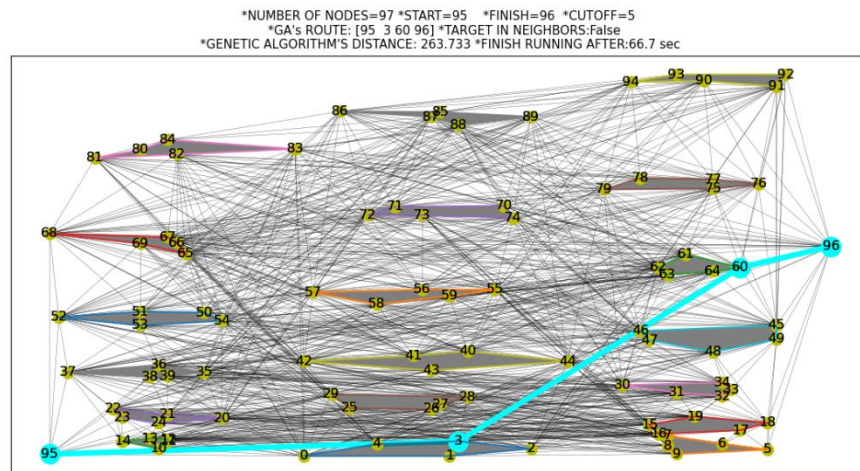 *NUMBER OF NODES=97 *START=95 *FINISH=96 *CUTOFF=5
*GA's ROUTE: [95 3 60 96] *TARGET IN NEIGHBORS:False
*GENETIC ALGORITHM'S DISTANCE: 263.733 *FINISH RUNNING AFTER:66.7 sec
94 93 90 92 91
86 85 87 88 89
84 80 82 81 83
79 78 77 75 76
72 71 73 70 74
68 69 67 66 65
96
62 61 63 64 60
57 58 56 59 55
52 51 53 50 54
46 47 48 45 49
42 41 43 40 44
37 36 38 39 35
30 31 34 33 32
29 25 28 27 26
22 23 21 24 20
15 16 19 17 18
14 13 12 10
95
4 3 0 1 2
7 8 9 6 5